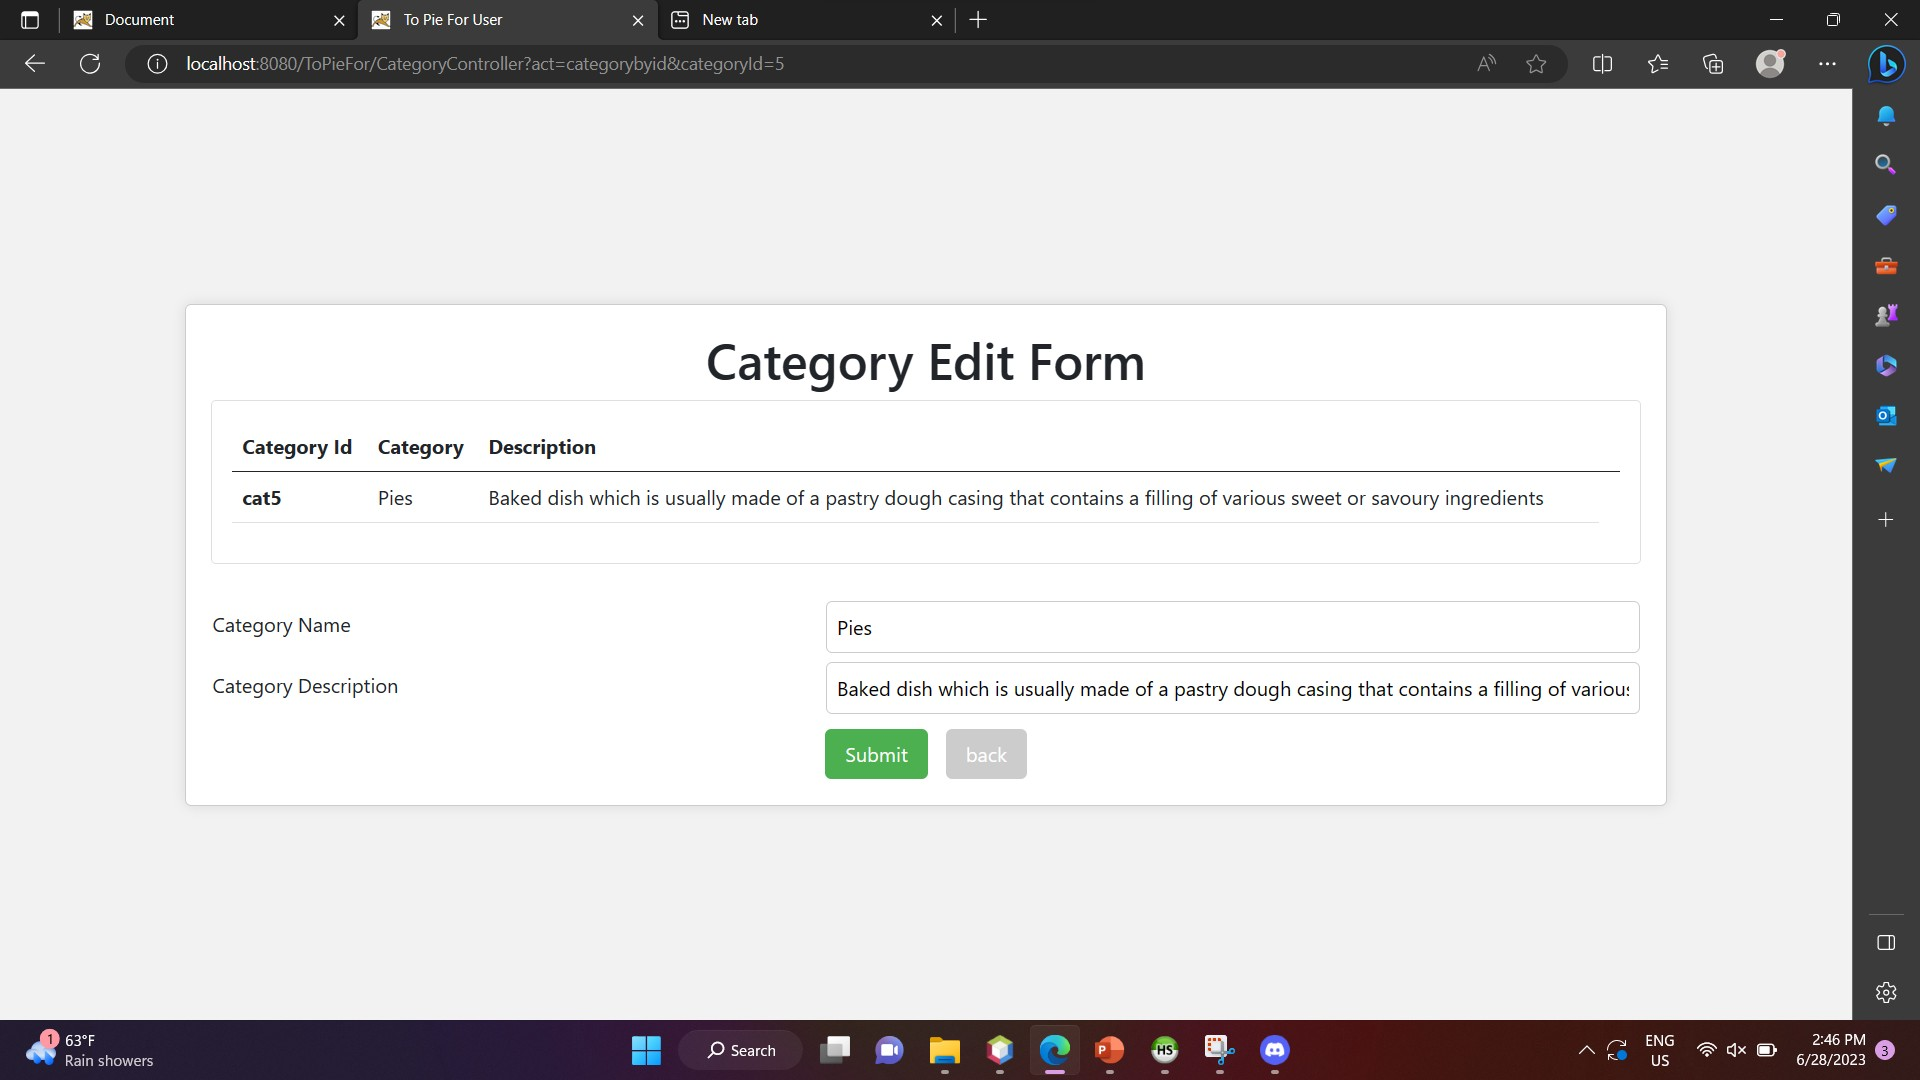 Document
To Pie For User
New tab
localhost:8080/ToPieFor/CategoryController?act=categorybyid&categoryId=5
Category Edit Form
Category Id Category Description
cat5 Pies Baked dish which is usually made of a pastry dough casing that contains a filling of various sweet or savoury ingredients
Category Name
Pies
Category Description
Baked dish which is usually made of a pastry dough casing that contains a filling of various
Submit back
1
63°F
Rain showers
Search
P
HS
ENG
US
2:46 PM
6/28/2023
3